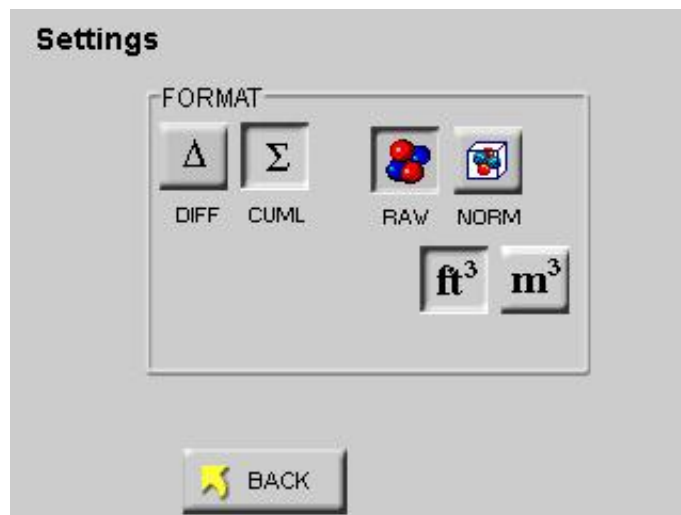 Settings
FORMAT
Δ Σ
DIFF CUML RAW NORM
ft³ m³
BACK